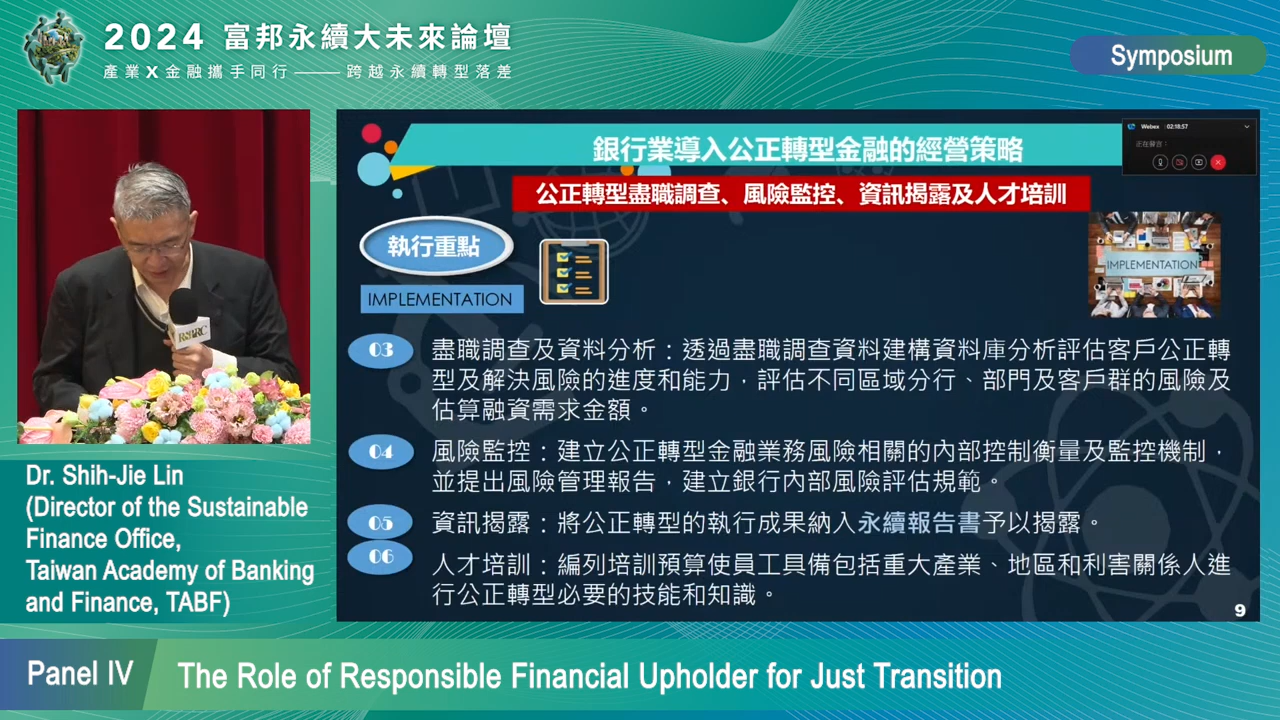 2024 富邦永續大未來論壇
產業X金融攜手同行——跨越永續轉型落差
Symposium
銀行業導入公正轉型金融的經營策略
Webex 02:18:57
正在聲音：
公正轉型盡職調查、風險監控、資訊揭露及人才培訓
執行重點
IMPLEMENTATION
IMPLEMENTATION
03 盡職調查及資料分析：透過盡職調查資料建構資料庫分析評估客戶公正轉
型及解決風險的進度和能力，評估不同區域分行、部門及客戶群的風險及
估算融資需求金額。
04 風險監控：建立公正轉型金融業務風險相關的內部控制衡量及監控機制，
並提出風險管理報告，建立銀行內部風險評估規範。
05 資訊揭露：將公正轉型的執行成果納入永續報告書予以揭露。
06 人才培訓：編列培訓預算使員工具備包括重大產業、地區和利害關係人進
行公正轉型必要的技能和知識。
9
RSPRC
Dr. Shih-Jie Lin
(Director of the Sustainable
Finance Office,
Taiwan Academy of Banking
and Finance, TABF)
Panel IV
The Role of Responsible Financial Upholder for Just Transition